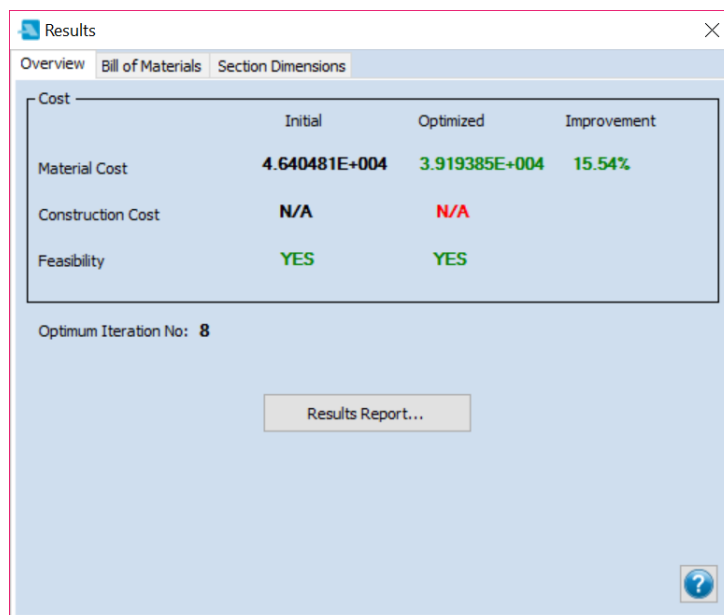 Results
Overview Bill of Materials Section Dimensions
Cost
Initial Optimized Improvement
Material Cost 4.640481E+004 3.919385E+004 15.54%
Construction Cost N/A N/A
Feasibility YES YES
Optimum Iteration No: 8
Results Report...
?